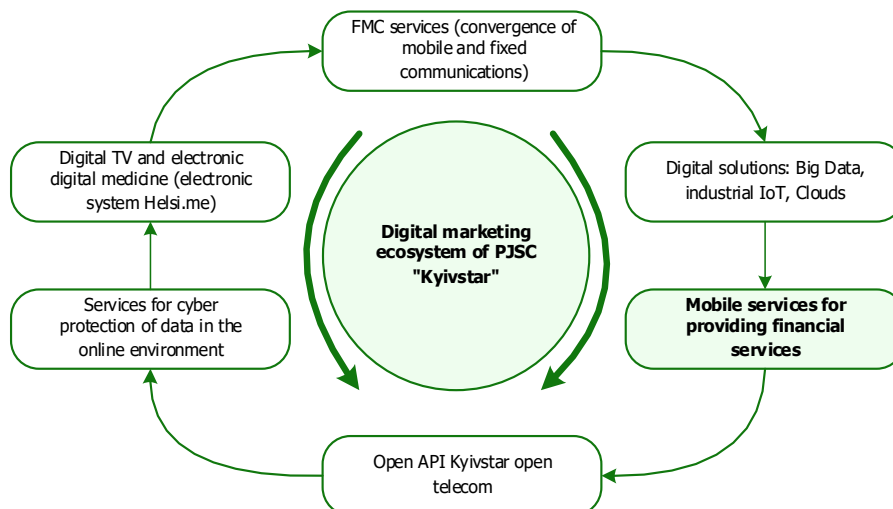 FMC services (convergence of
mobile and fixed
communications)
Digital TV and electronic
digital medicine (electronic
system Helsi.me)
Digital solutions: Big Data,
industrial IoT, Clouds
Digital marketing
ecosystem of PJSC
"Kyivstar"
Services for cyber
protection of data in the
online environment
Mobile services for
providing financial
services
Open API Kyivstar open
telecom